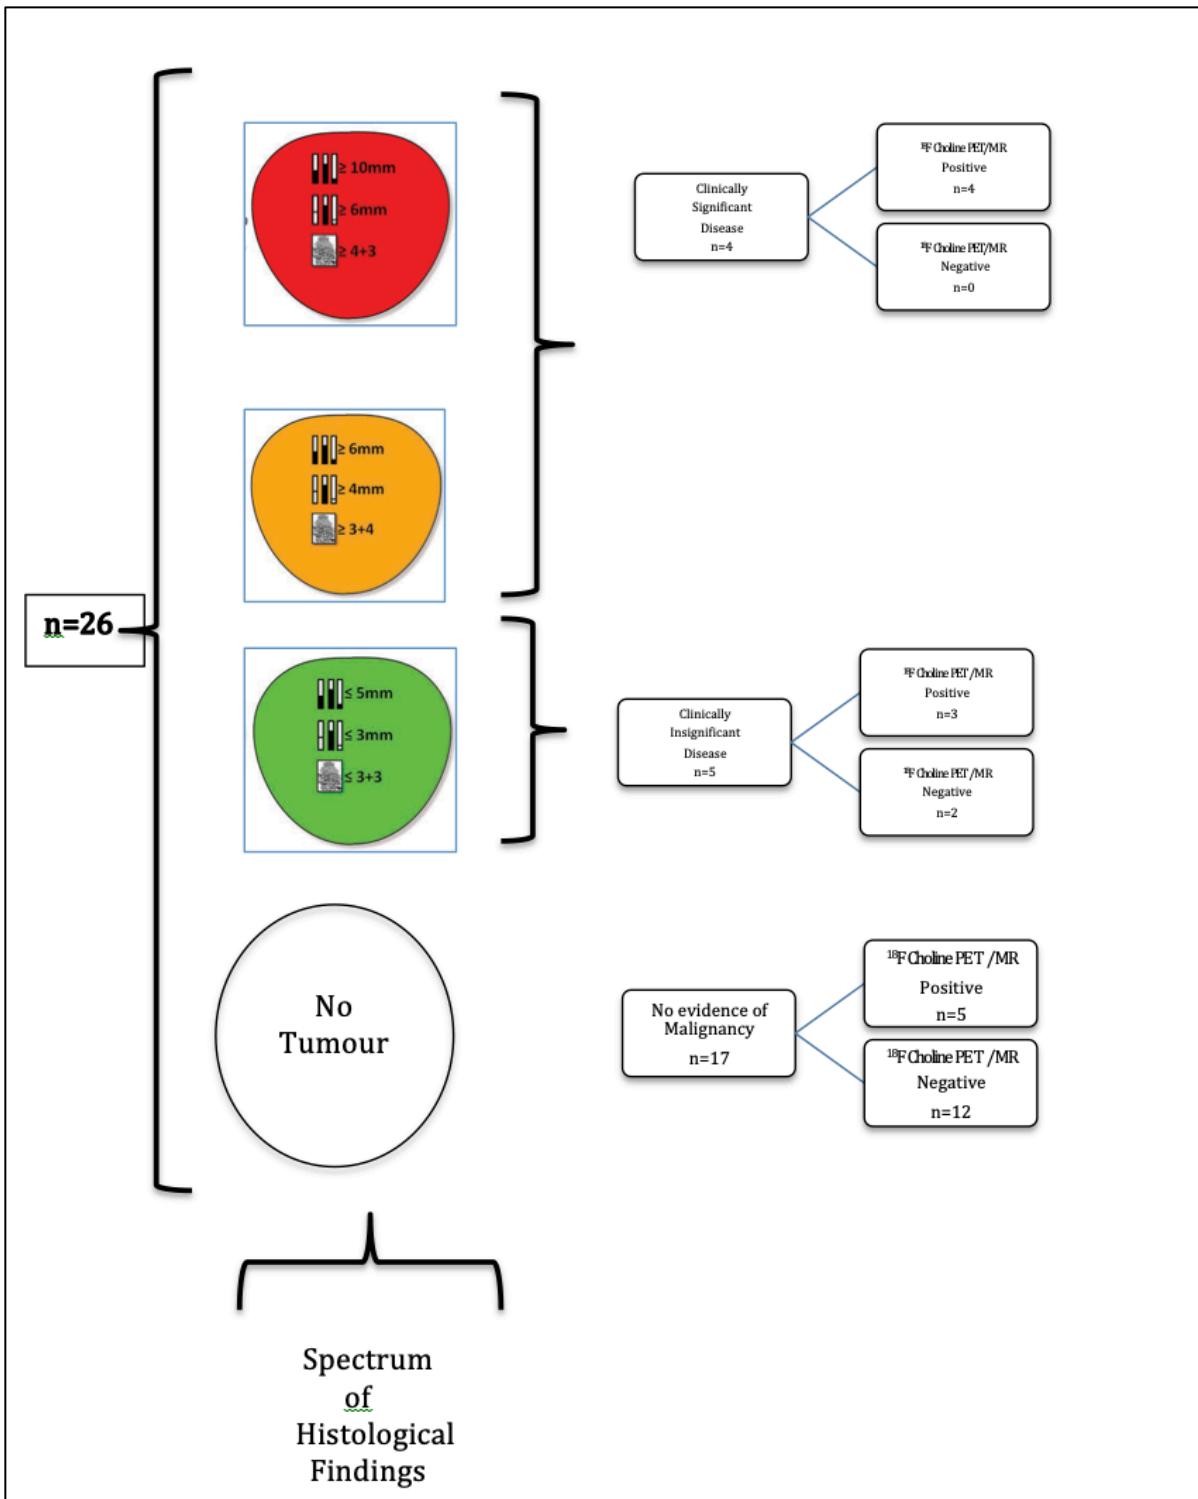 ≥ 10mm
≥ 6mm
≥ 4+3
≥ 6mm
≥ 4mm
≥ 3+4
n=26
≤ 5mm
≤ 3mm
≤ 3+3
No
Tumour
Spectrum
of
Histological
Findings
Clinically
Significant
Disease
n=4
¹⁸F Choline PET/MR
Positive
n=4
¹⁸F Choline PET/MR
Negative
n=0
Clinically
Insignificant
Disease
n=5
¹⁸F Choline PET/MR
Positive
n=3
¹⁸F Choline PET/MR
Negative
n=2
No evidence of
Malignancy
n=17
¹⁸F Choline PET /MR
Positive
n=5
¹⁸F Choline PET /MR
Negative
n=12